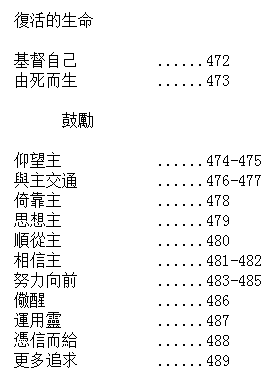 復活的生命
基督自己 ......472
由死而生 ......473
鼓勵
仰望主 ......474-475
與主交通 ......476-477
倚靠主 ......478
思想主 ......479
順從主 ......480
相信主 ......481-482
努力向前 ......483-485
儆醒 ......486
運用靈 ......487
憑信而給 ......488
更多追求 ......489